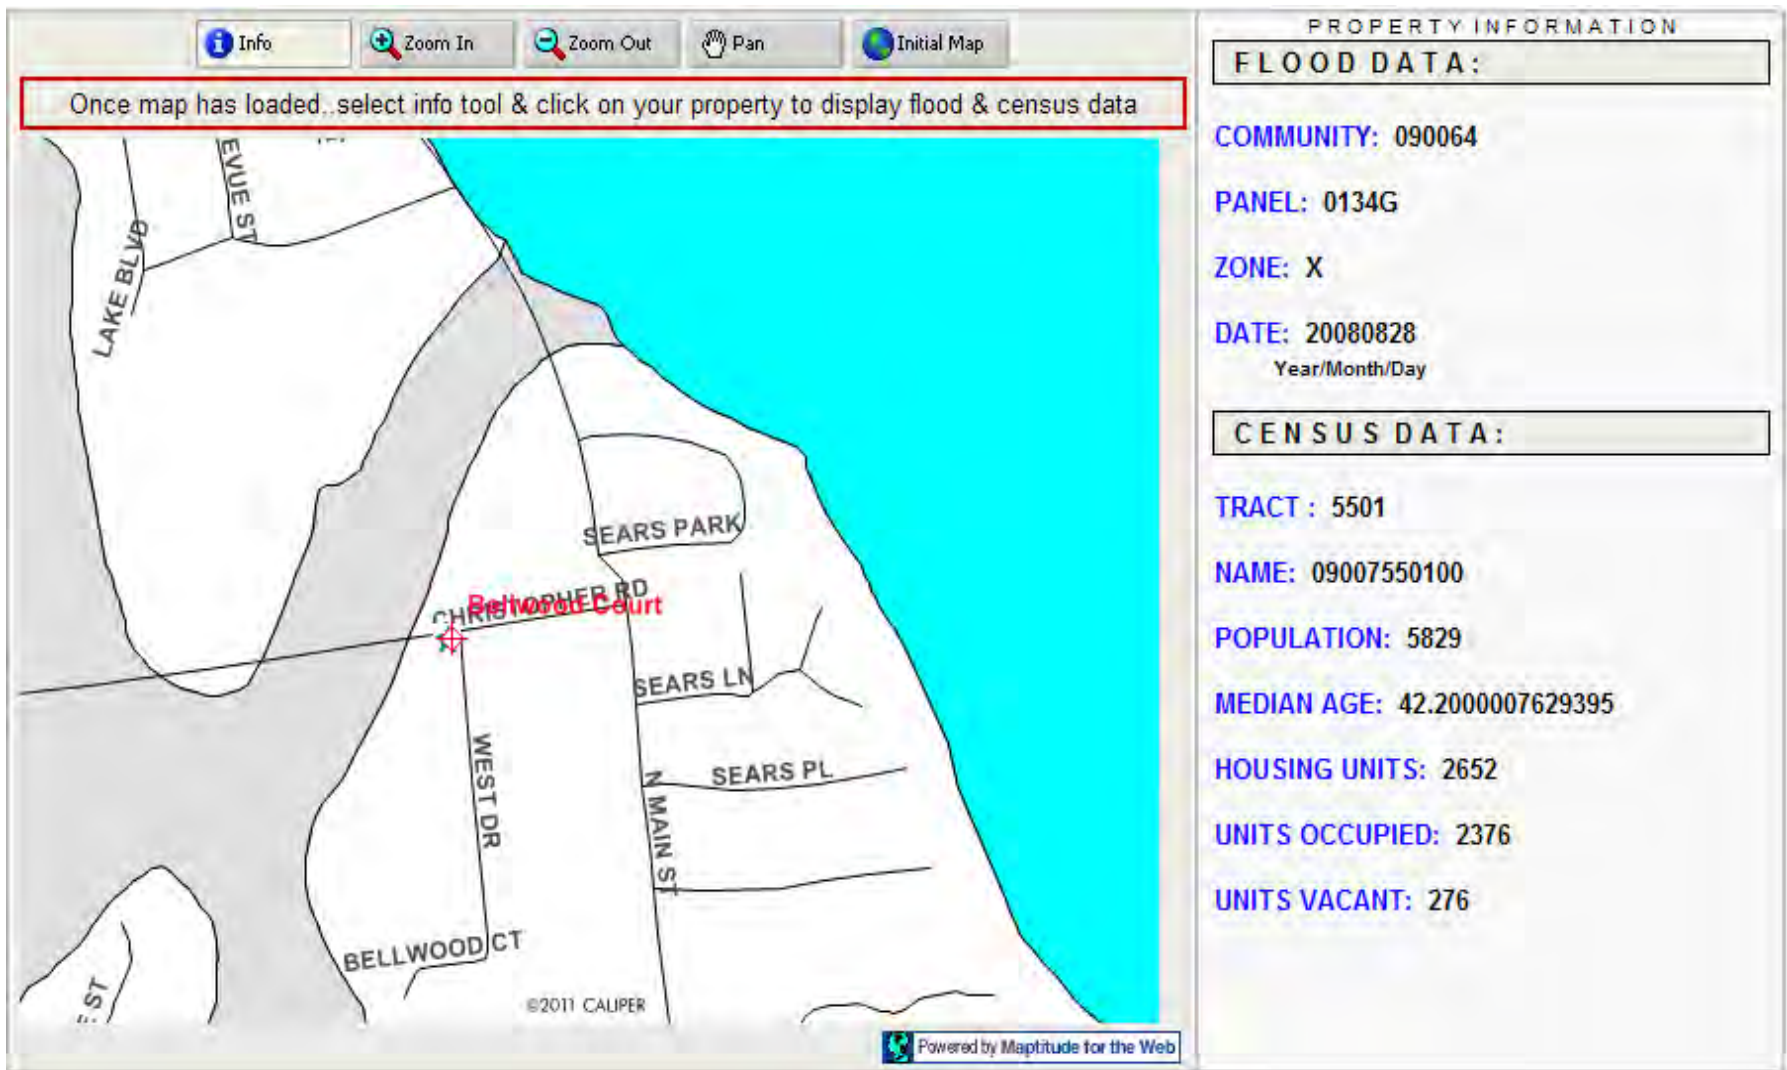 Info
Zoom In
Zoom Out
Pan
Initial Map
Once map has loaded..select info tool & click on your property to display flood & census data
EVUE ST
LAKE BLVD
SEARS PARK
CHRISTOPHER RD
Bellwood Court
SEARS LN
WEST DR
SEARS PL
N MAIN ST
BELLWOOD CT
ST
©2011 CALIPER
Powered by Maptitude for the Web
PROPERTY INFORMATION
FLOOD DATA:
COMMUNITY: 090064
PANEL: 0134G
ZONE: X
DATE: 20080828
Year/Month/Day
CENSUS DATA:
TRACT : 5501
NAME: 09007550100
POPULATION: 5829
MEDIAN AGE: 42.2000007629395
HOUSING UNITS: 2652
UNITS OCCUPIED: 2376
UNITS VACANT: 276